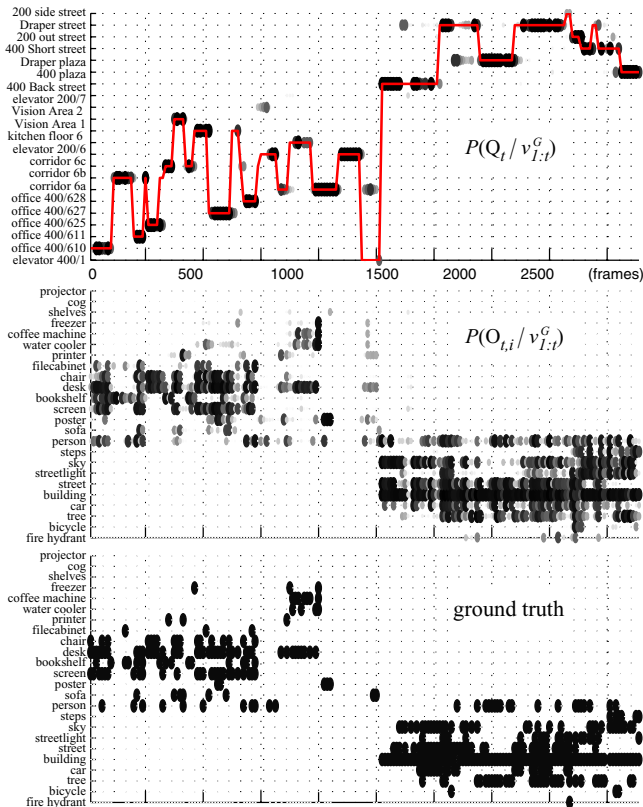 200 side street
Draper street
200 out street
400 Short street
Draper plaza
400 plaza
400 Back street
elevator 200/7
Vision Area 2
Vision Area 1
kitchen floor 6
elevator 200/6
corridor 6c
corridor 6b
corridor 6a
office 400/628
office 400/627
office 400/625
office 400/611
office 400/610
elevator 400/1
P(Q_t / v^G_{1:t})
0 500 1000 1500 2000 2500 (frames)
projector
cog
shelves
freezer
coffee machine
water cooler
printer
filecabinet
chair
desk
bookshelf
screen
poster
sofa
person
steps
sky
streetlight
street
building
car
tree
bicycle
fire hydrant
P(O_{t,i} / v^G_{1:t})
projector
cog
shelves
freezer
coffee machine
water cooler
printer
filecabinet
chair
desk
bookshelf
screen
poster
sofa
person
steps
sky
streetlight
street
building
car
tree
bicycle
fire hydrant
ground truth